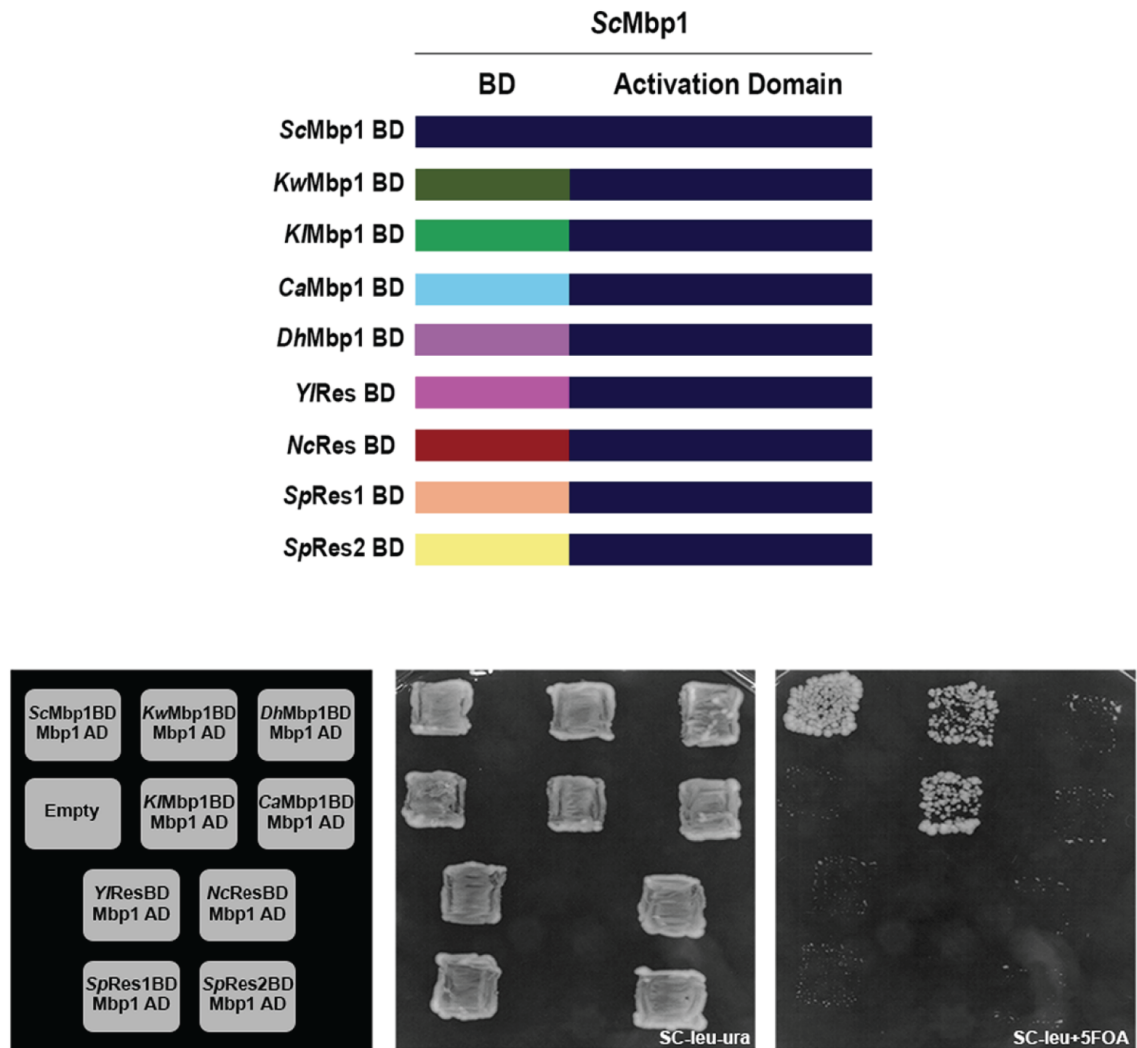 ScMbp1
BD Activation Domain
ScMbp1 BD
KwMbp1 BD
KlMbp1 BD
CaMbp1 BD
DhMbp1 BD
YlRes BD
NcRes BD
SpRes1 BD
SpRes2 BD
ScMbp1BD
Mbp1 AD
KwMbp1BD
Mbp1 AD
DhMbp1BD
Mbp1 AD
Empty
KlMbp1BD
Mbp1 AD
CaMbp1BD
Mbp1 AD
YlResBD
Mbp1 AD
NcResBD
Mbp1 AD
SpRes1BD
Mbp1 AD
SpRes2BD
Mbp1 AD
SC-leu-ura
SC-leu+5FOA